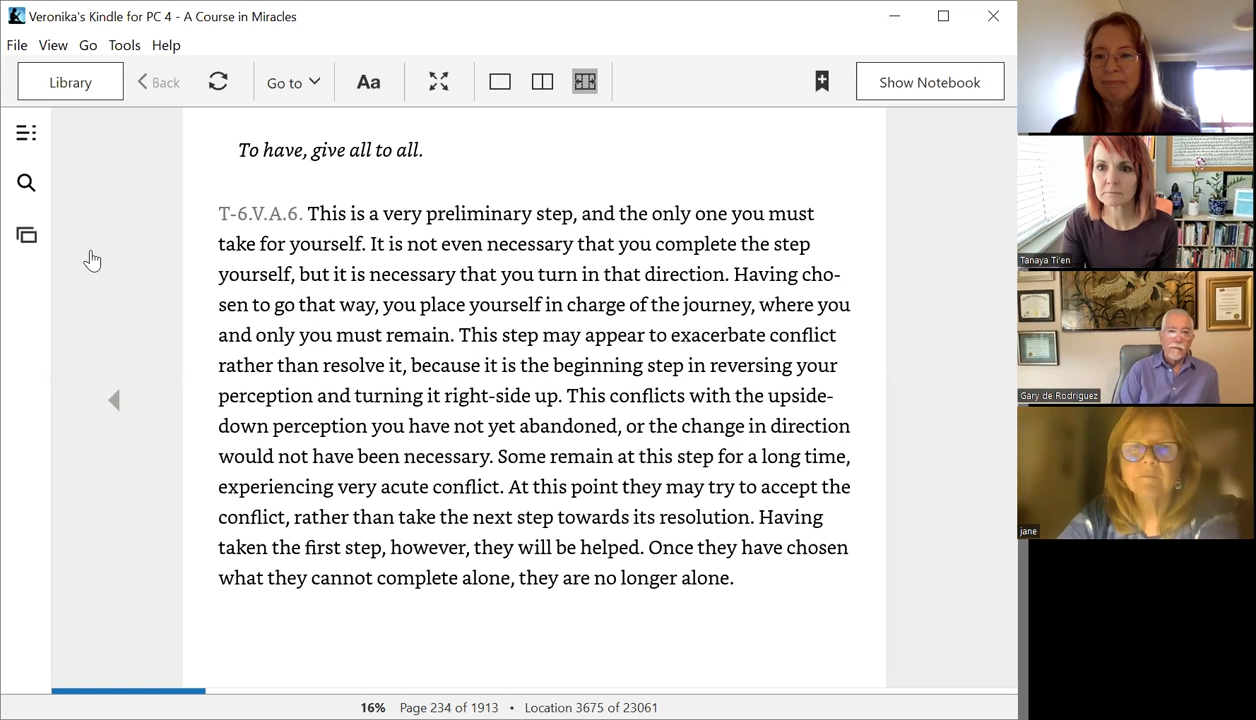 Veronika's Kindle for PC 4 - A Course in Miracles
File View Go Tools Help
Library
Back
Go to
Aa
Show Notebook
To have, give all to all.
T-6.V.A.6. This is a very preliminary step, and the only one you must
take for yourself. It is not even necessary that you complete the step
yourself, but it is necessary that you turn in that direction. Having cho-
sen to go that way, you place yourself in charge of the journey, where you
and only you must remain. This step may appear to exacerbate conflict
rather than resolve it, because it is the beginning step in reversing your
perception and turning it right-side up. This conflicts with the upside-
down perception you have not yet abandoned, or the change in direction
would not have been necessary. Some remain at this step for a long time,
experiencing very acute conflict. At this point they may try to accept the
conflict, rather than take the next step towards its resolution. Having
taken the first step, however, they will be helped. Once they have chosen
what they cannot complete alone, they are no longer alone.
16% Page 234 of 1913 • Location 3675 of 23061
Tanaya Ti'en
Gary de Rodriguez
jane